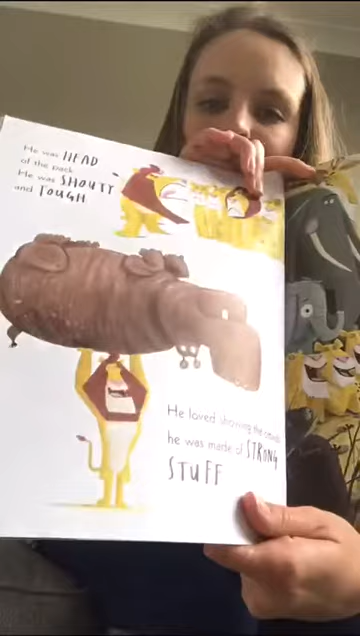 He was HEAD
of the pack
He was SHOUTY
and TOUGH
He loved showing the
he was made of STRONG
STUFF